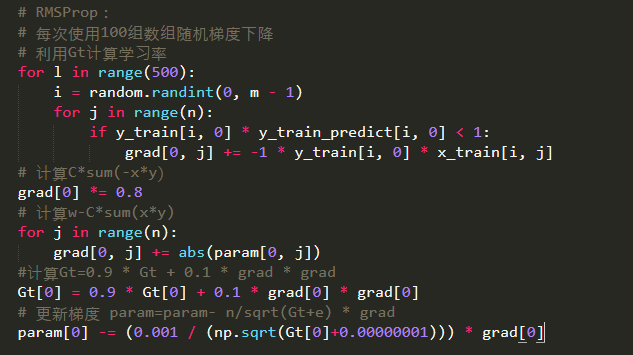 # RMSProp：
# 每次使用100组数组随机梯度下降
# 利用Gt计算学习率
for l in range(500):
    i = random.randint(0, m - 1)
    for j in range(n):
        if y_train[i, 0] * y_train_predict[i, 0] < 1:
            grad[0, j] += -1 * y_train[i, 0] * x_train[i, j]
# 计算C*sum(-x*y)
grad[0] *= 0.8
# 计算w-C*sum(x*y)
for j in range(n):
    grad[0, j] += abs(param[0, j])
#计算Gt=0.9 * Gt + 0.1 * grad * grad
Gt[0] = 0.9 * Gt[0] + 0.1 * grad[0] * grad[0]
# 更新梯度 param=param- n/sqrt(Gt+e) * grad
param[0] -= (0.001 / (np.sqrt(Gt[0]+0.00000001))) * grad[0]